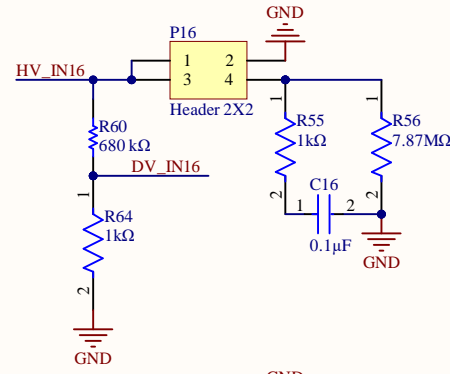 GND
P16
HV_IN16
1
2
3
4
Header 2X2
1
R55
1kΩ
2
1
R56
7.87MΩ
2
R60
680 kΩ
DV_IN16
C16
1
2
0.1µF
GND
1
R64
1kΩ
2
GND
GND